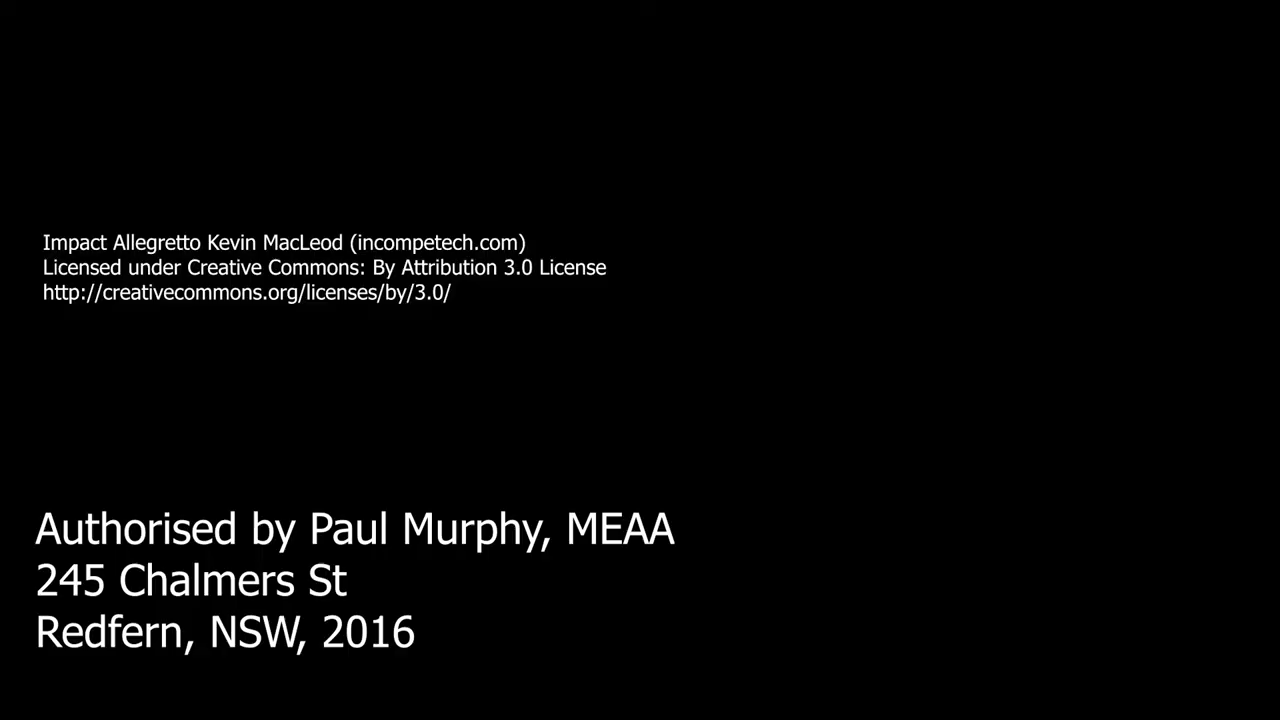 Impact Allegretto Kevin MacLeod (incompetech.com)
Licensed under Creative Commons: By Attribution 3.0 License
http://creativecommons.org/licenses/by/3.0/
Authorised by Paul Murphy, MEAA
245 Chalmers St
Redfern, NSW, 2016